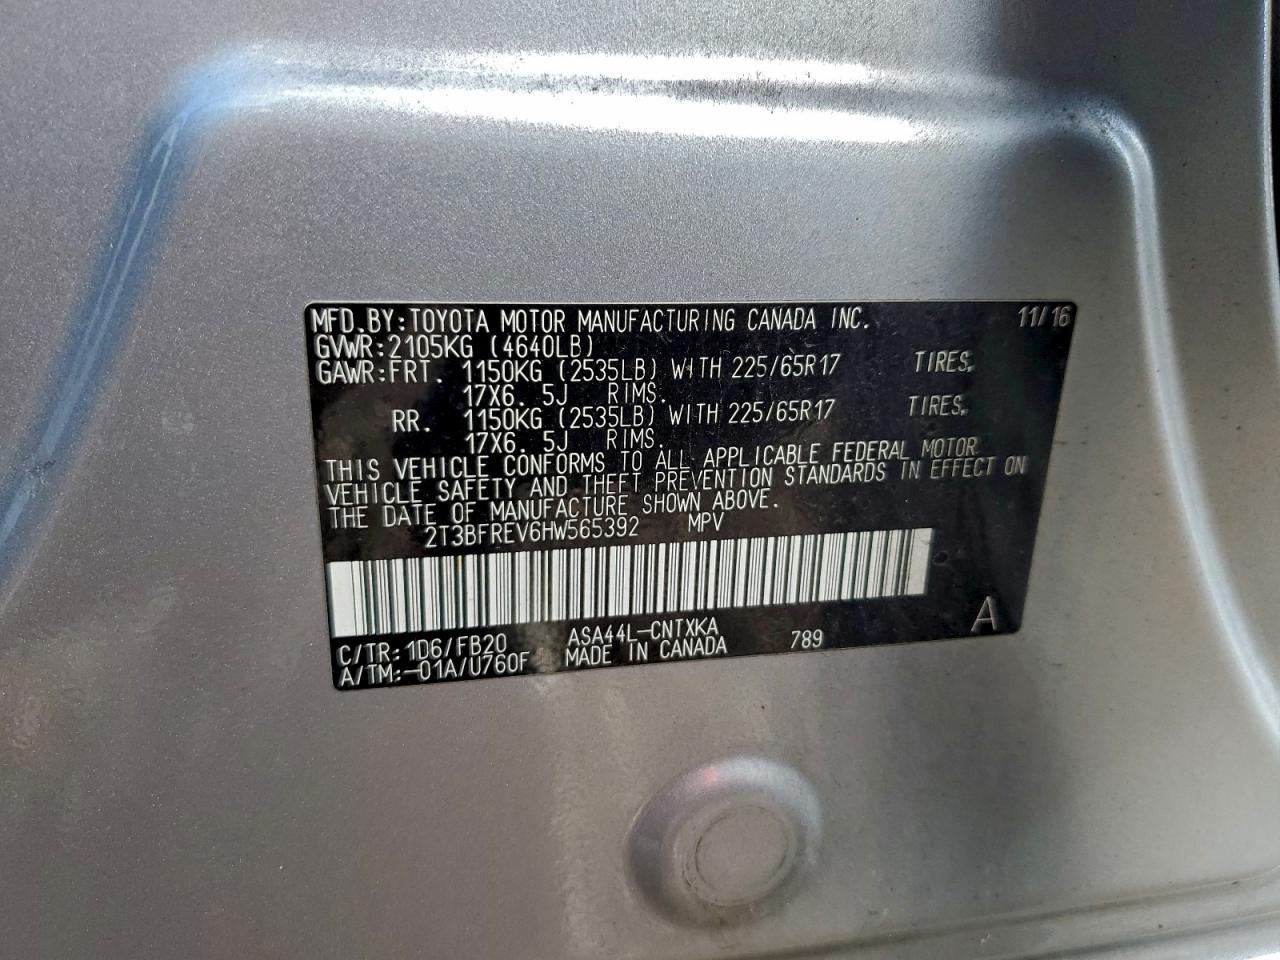 MFD.BY:TOYOTA MOTOR MANUFACTURING CANADA INC. 11/16
GVWR:2105KG (4640LB)
GAWR:FRT. 1150KG (2535LB) WITH 225/65R17 TIRES,
17X6. 5J RIMS.
RR. 1150KG (2535LB) WITH 225/65R17 TIRES,
17X6. 5J RIMS.
THIS VEHICLE CONFORMS TO ALL APPLICABLE FEDERAL MOTOR
VEHICLE SAFETY AND THEFT PREVENTION STANDARDS IN EFFECT ON
THE DATE OF MANUFACTURE SHOWN ABOVE.
2T3BFREV6HW565392 MPV
A
C/TR:1D6/FB20 ASA44L-CNTXKA 789
A/TM:-01A/U760F MADE IN CANADA